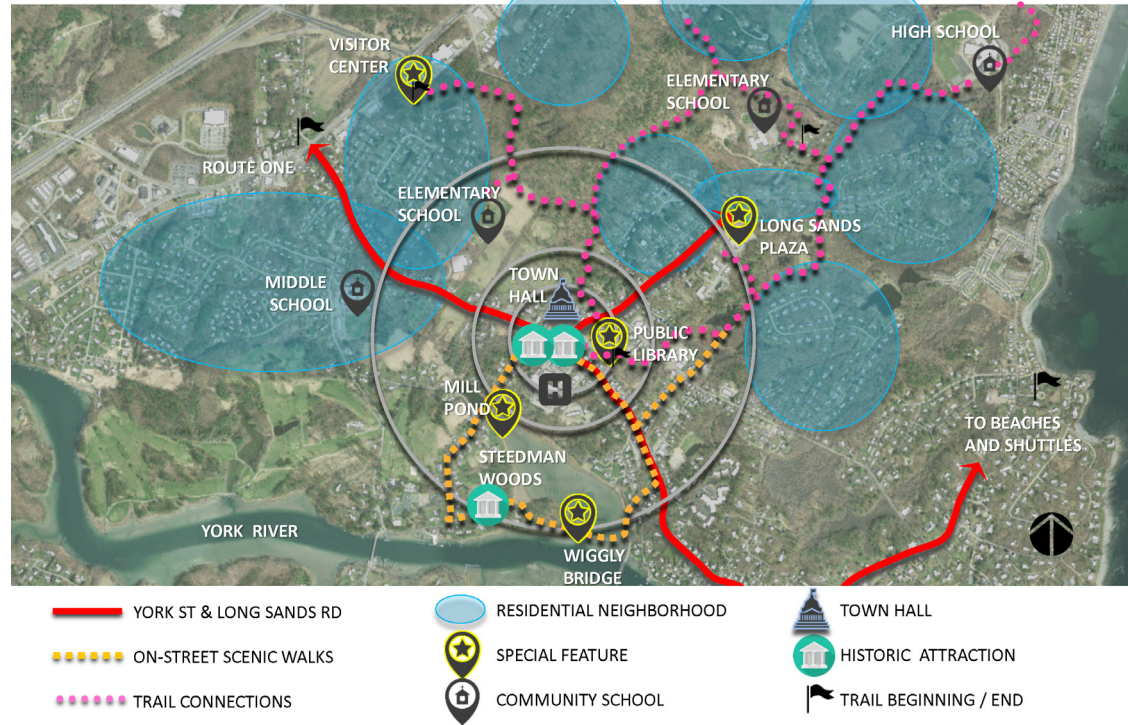 VISITOR
CENTER
HIGH SCHOOL
ELEMENTARY
SCHOOL
ROUTE ONE
ELEMENTARY
SCHOOL
LONG SANDS
PLAZA
TOWN
HALL
MIDDLE
SCHOOL
PUBLIC
LIBRARY
H
MILL
POND
TO BEACHES
AND SHUTTLES
STEEDMAN
WOODS
YORK RIVER
WIGGLY
BRIDGE
YORK ST & LONG SANDS RD
RESIDENTIAL NEIGHBORHOOD
TOWN HALL
ON-STREET SCENIC WALKS
SPECIAL FEATURE
HISTORIC ATTRACTION
TRAIL CONNECTIONS
COMMUNITY SCHOOL
TRAIL BEGINNING / END